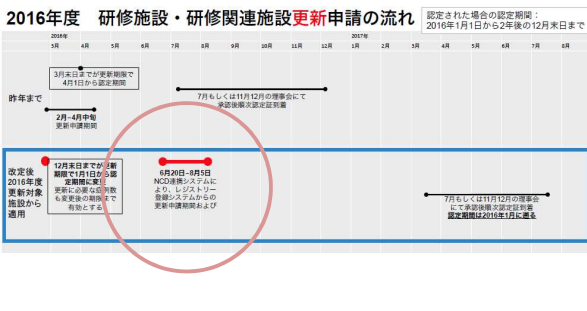 2016年度 研修施設・研修関連施設更新申請の流れ
認定された場合の認定期間：
2016年1月1日から2年後の12月末日まで
2016年 2017年
3月 4月 5月 6月 7月 8月 9月 10月 11月 12月 1月 2月 3月 4月 5月 6月 7月 8月
昨年まで
3月末日までが更新期限で
4月1日から認定期間
2月–4月中旬
更新申請期間
7月もしくは11月12月の理事会にて
承認後順次認定証到着
改定後
2016年度
更新対象
施設から
適用
12月末日までが更新
期限で1月1日から認
定期間に変更
更新に必要な症例数
も変更後の期限まで
有効とする
6月20日–8月5日
NCD連携システムに
より、レジストリー
登録システムからの
更新申請期間および
7月もしくは11月12月の理事会
にて承認後順次認定証到着
認定期間は2016年1月に遡る